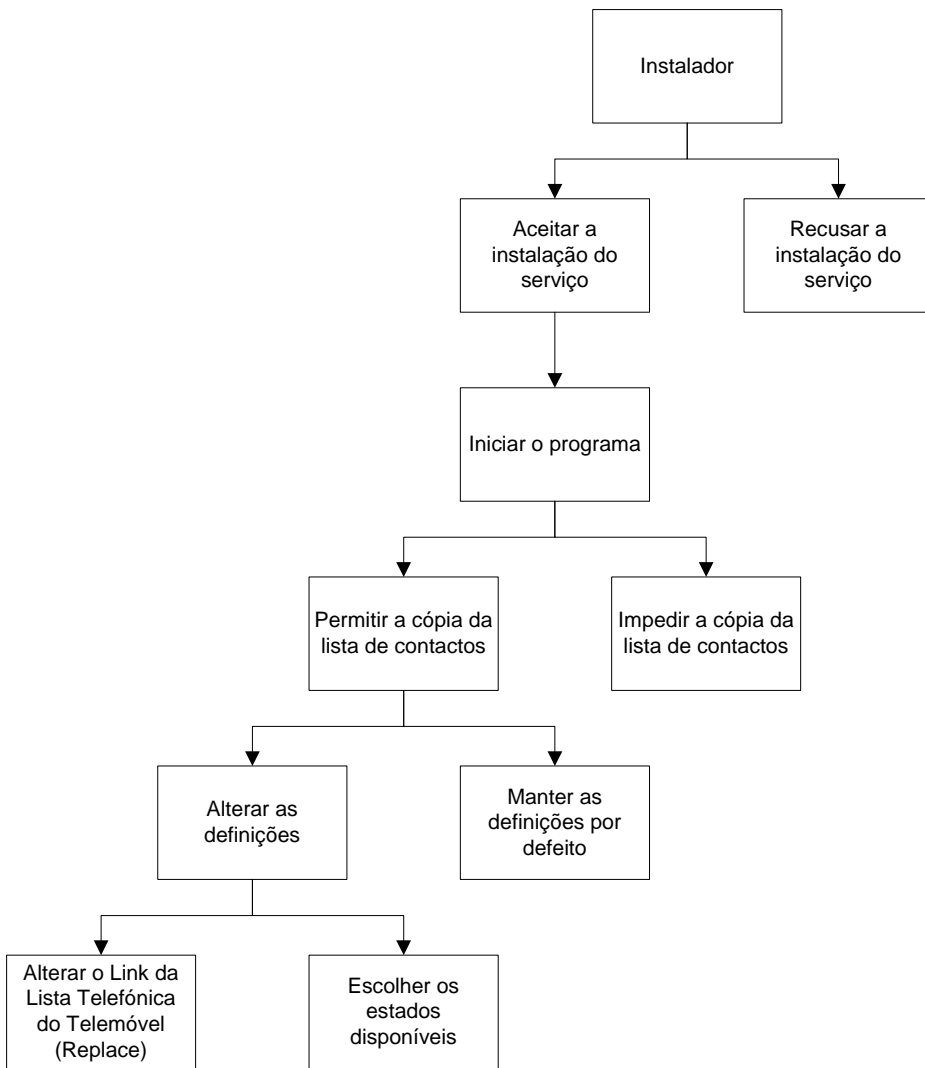 Instalador
Aceitar a
instalação do
serviço
Recusar a
instalação do
serviço
Iniciar o programa
Permitir a cópia da
lista de contactos
Impedir a cópia da
lista de contactos
Alterar as
definições
Manter as
definições por
defeito
Alterar o Link da
Lista Telefónica
do Telemóvel
(Replace)
Escolher os
estados
disponíveis